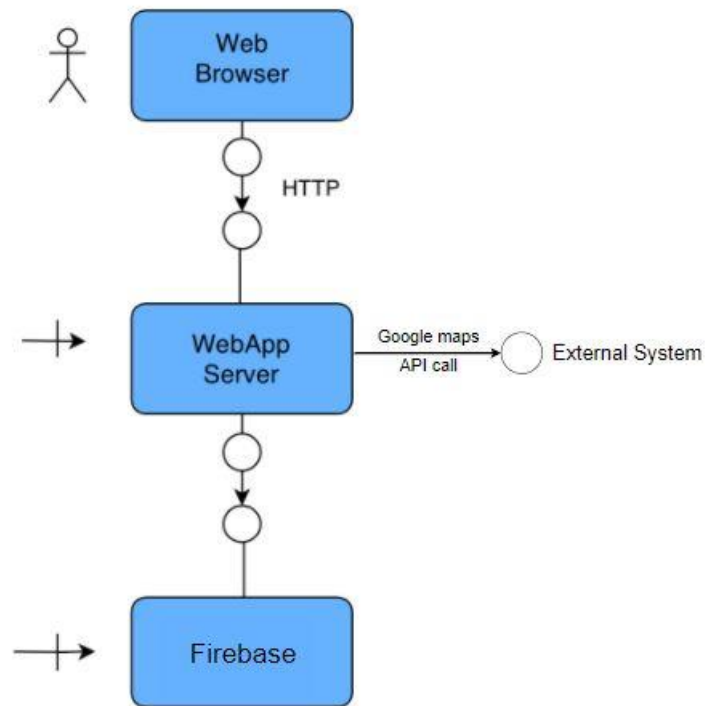 Web
Browser
HTTP
WebApp
Server
Google maps
API call
External System
Firebase